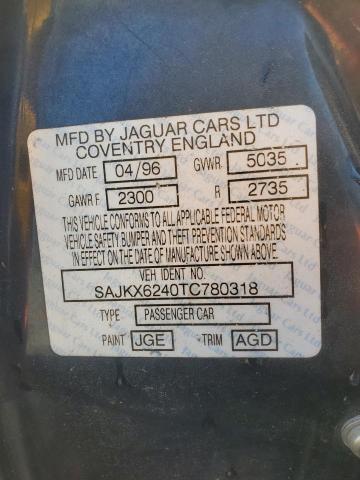 MFD BY JAGUAR CARS LTD
COVENTRY ENGLAND
MFD DATE 04/96 GVWR 5035
GAWR F 2300 R 2735
THIS VEHICLE CONFORMS TO ALL APPLICABLE FEDERAL MOTOR
VEHICLE SAFETY BUMPER AND THEFT PREVENTION STANDARDS
IN EFFECT ON THE DATE OF MANUFACTURE SHOWN ABOVE.
VEH IDENT NO.
SAJKX6240TC780318
TYPE PASSENGER CAR
PAINT JGE TRIM AGD